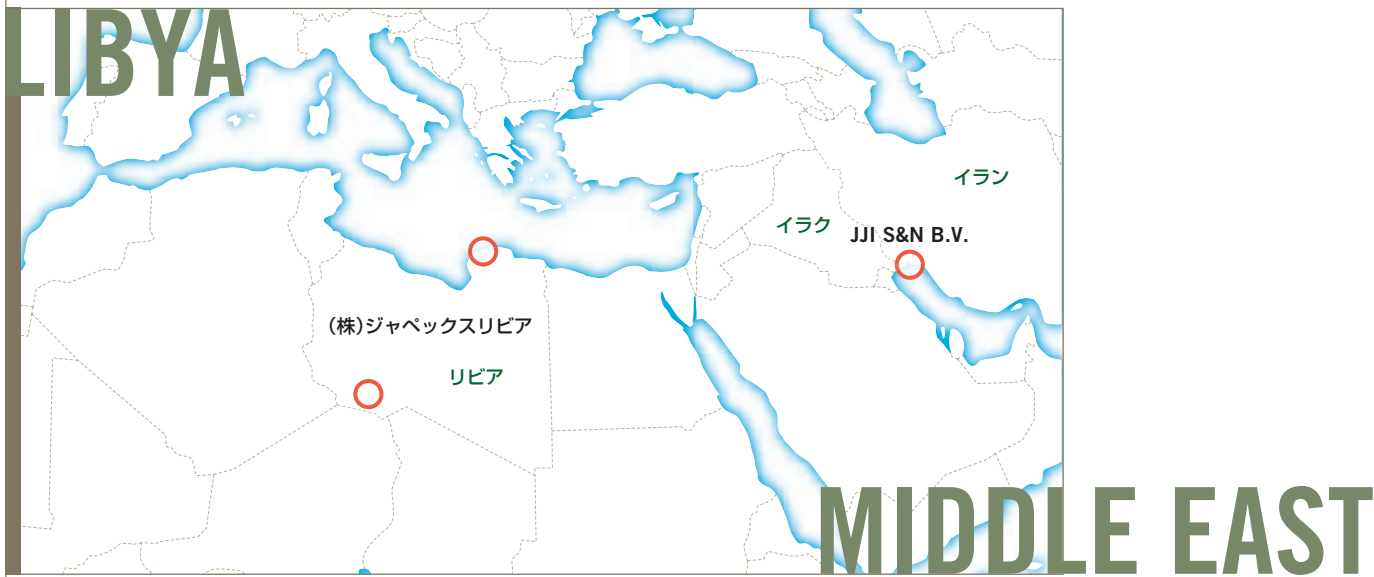 LIBYA
イラン
イラク
JJI S&N B.V.
(株)ジャペックスリビア
リビア
MIDDLE EAST